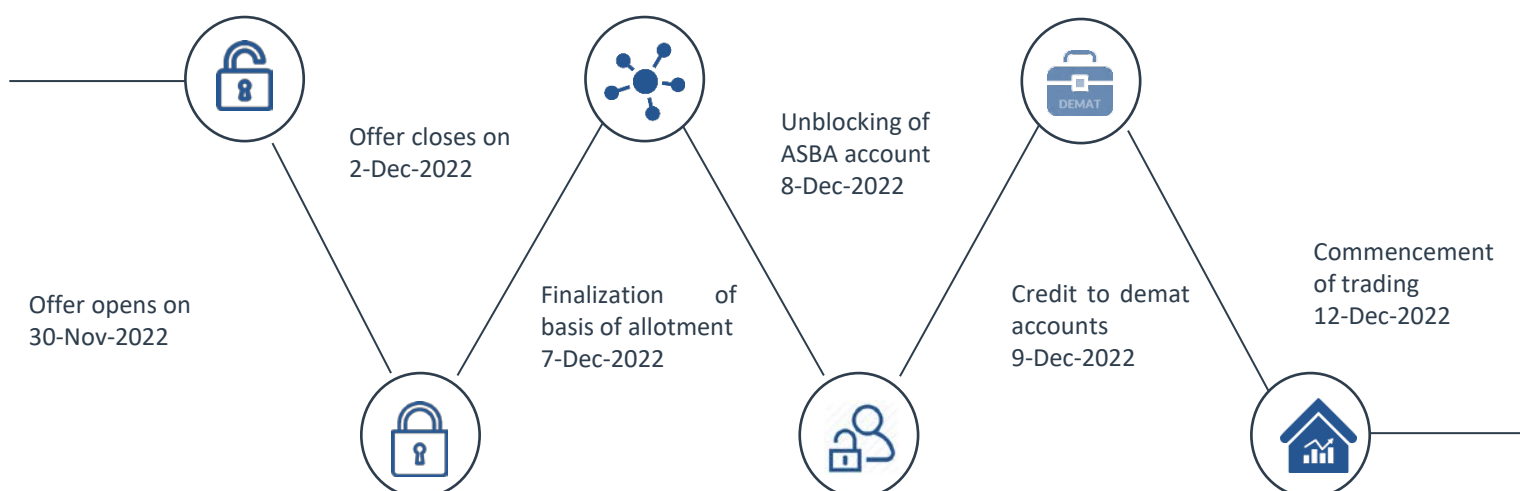 Offer opens on
30-Nov-2022
Offer closes on
2-Dec-2022
Finalization of
basis of allotment
7-Dec-2022
Unblocking of
ASBA account
8-Dec-2022
DEMAT
Credit to demat
accounts
9-Dec-2022
Commencement
of trading
12-Dec-2022